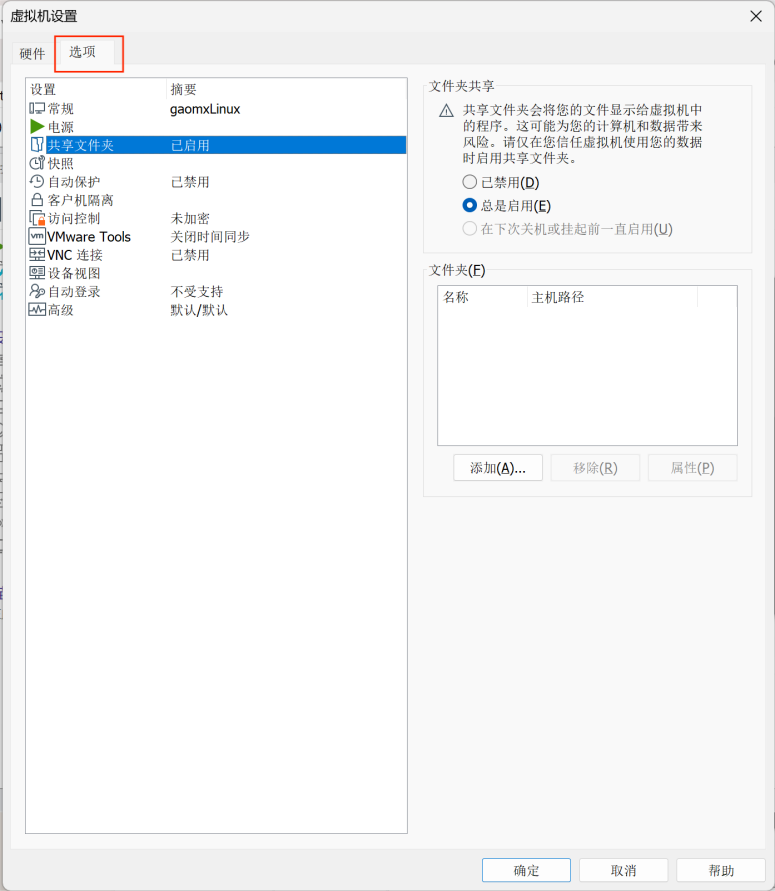 虚拟机设置
硬件 选项
设置 摘要
常规 gaomxLinux
电源
共享文件夹 已启用
快照
自动保护 已禁用
客户机隔离
访问控制 未加密
VMware Tools 关闭时间同步
VNC 连接 已禁用
设备视图
自动登录 不受支持
高级 默认/默认
文件夹共享
共享文件夹会将您的文件显示给虚拟机中
的程序。这可能为您的计算机和数据带来
风险。请仅在您信任虚拟机使用您的数据
时启用共享文件夹。
已禁用(D)
总是启用(E)
在下次关机或挂起前一直启用(U)
文件夹(F)
名称 主机路径
添加(A)... 移除(R) 属性(P)
确定 取消 帮助